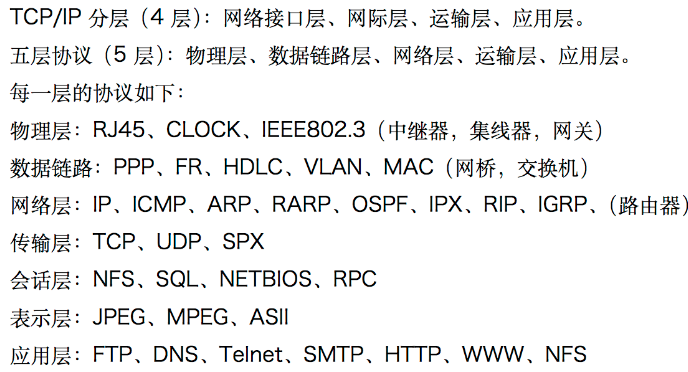 TCP/IP 分层（4 层）：网络接口层、网际层、运输层、应用层。
五层协议（5 层）：物理层、数据链路层、网络层、运输层、应用层。
每一层的协议如下：
物理层：RJ45、CLOCK、IEEE802.3（中继器，集线器，网关）
数据链路：PPP、FR、HDLC、VLAN、MAC（网桥，交换机）
网络层：IP、ICMP、ARP、RARP、OSPF、IPX、RIP、IGRP、（路由器）
传输层：TCP、UDP、SPX
会话层：NFS、SQL、NETBIOS、RPC
表示层：JPEG、MPEG、ASII
应用层：FTP、DNS、Telnet、SMTP、HTTP、WWW、NFS